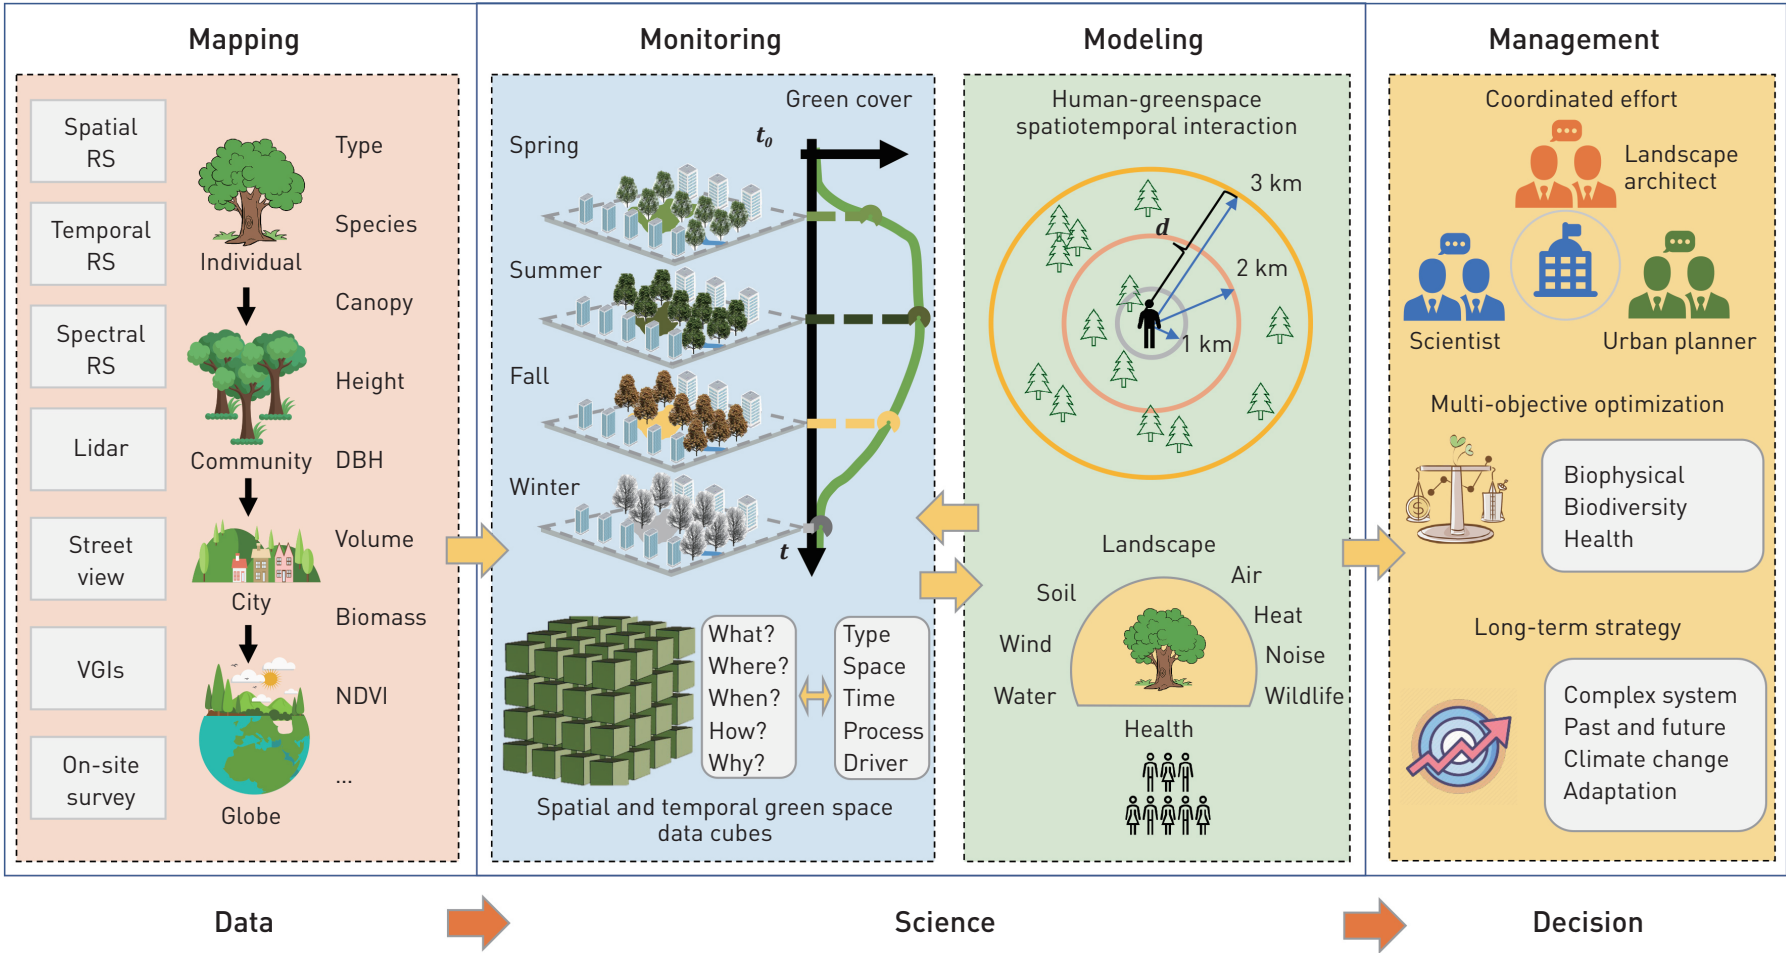 Mapping
Spatial
RS
Temporal
RS
Spectral
RS
Lidar
Street
view
VGIs
On-site
survey
Individual
Community
City
Globe
Type
Species
Canopy
Height
DBH
Volume
Biomass
NDVI
...
Monitoring
Green cover
t0
Spring
Summer
Fall
Winter
t
What?
Where?
When?
How?
Why?
Type
Space
Time
Process
Driver
Spatial and temporal green space
data cubes
Modeling
Human-greenspace
spatiotemporal interaction
3 km
d
2 km
1 km
Landscape
Soil
Air
Wind
Heat
Water
Noise
Wildlife
Health
Management
Coordinated effort
Landscape
architect
Scientist
Urban planner
Multi-objective optimization
$
Biophysical
Biodiversity
Health
Long-term strategy
Complex system
Past and future
Climate change
Adaptation
Data
Science
Decision